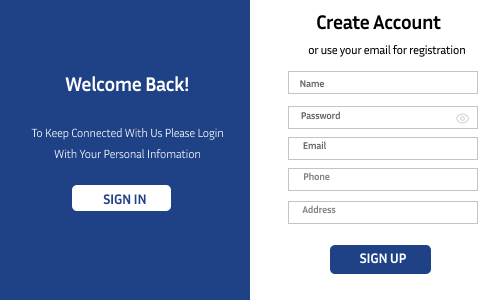 Welcome Back!
To Keep Connected With Us Please Login
With Your Personal Infomation
SIGN IN
Create Account
or use your email for registration
Name
Password
Email
Phone
Address
SIGN UP